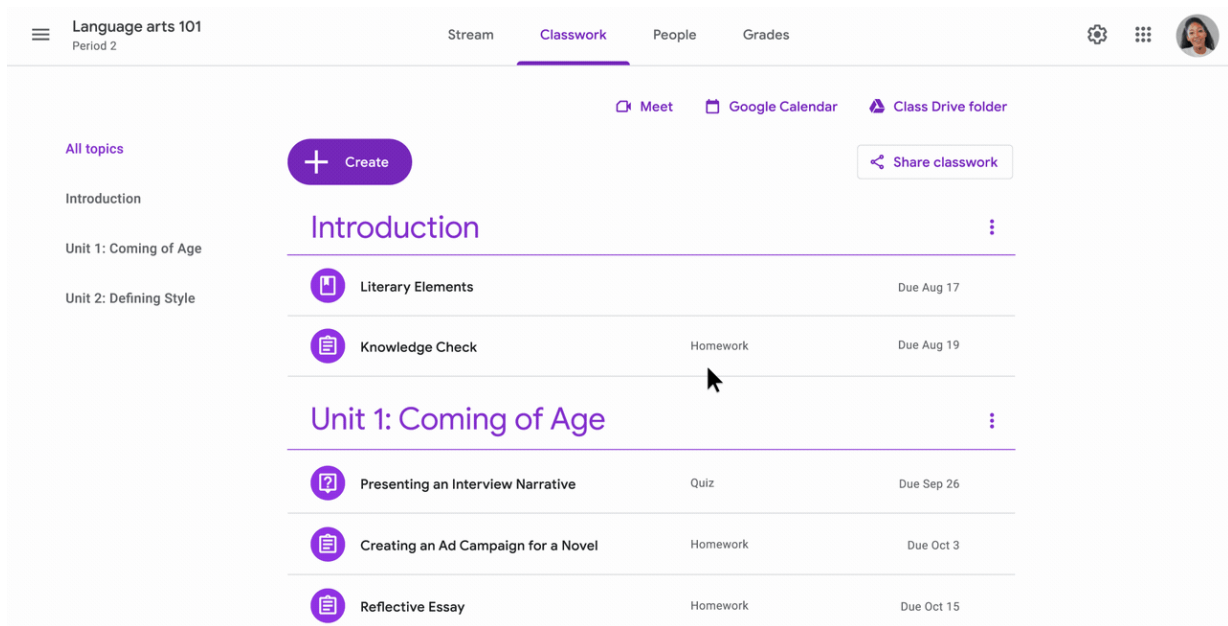 Language arts 101
Period 2
Stream
Classwork
People
Grades
Meet
Google Calendar
Class Drive folder
All topics
Introduction
Unit 1: Coming of Age
Unit 2: Defining Style
Create
Share classwork
Introduction
Literary Elements Due Aug 17
Knowledge Check Homework Due Aug 19
Unit 1: Coming of Age
Presenting an Interview Narrative Quiz Due Sep 26
Creating an Ad Campaign for a Novel Homework Due Oct 3
Reflective Essay Homework Due Oct 15